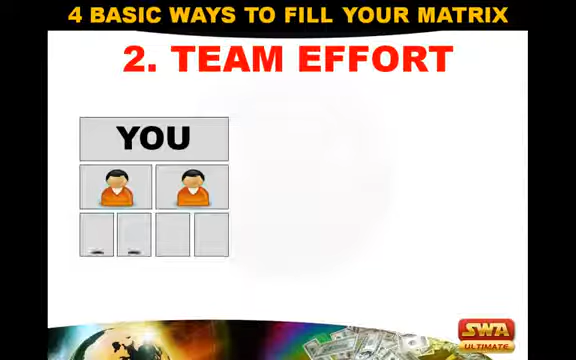 4 BASIC WAYS TO FILL YOUR MATRIX
2. TEAM EFFORT
YOU
SWA
ULTIMATE